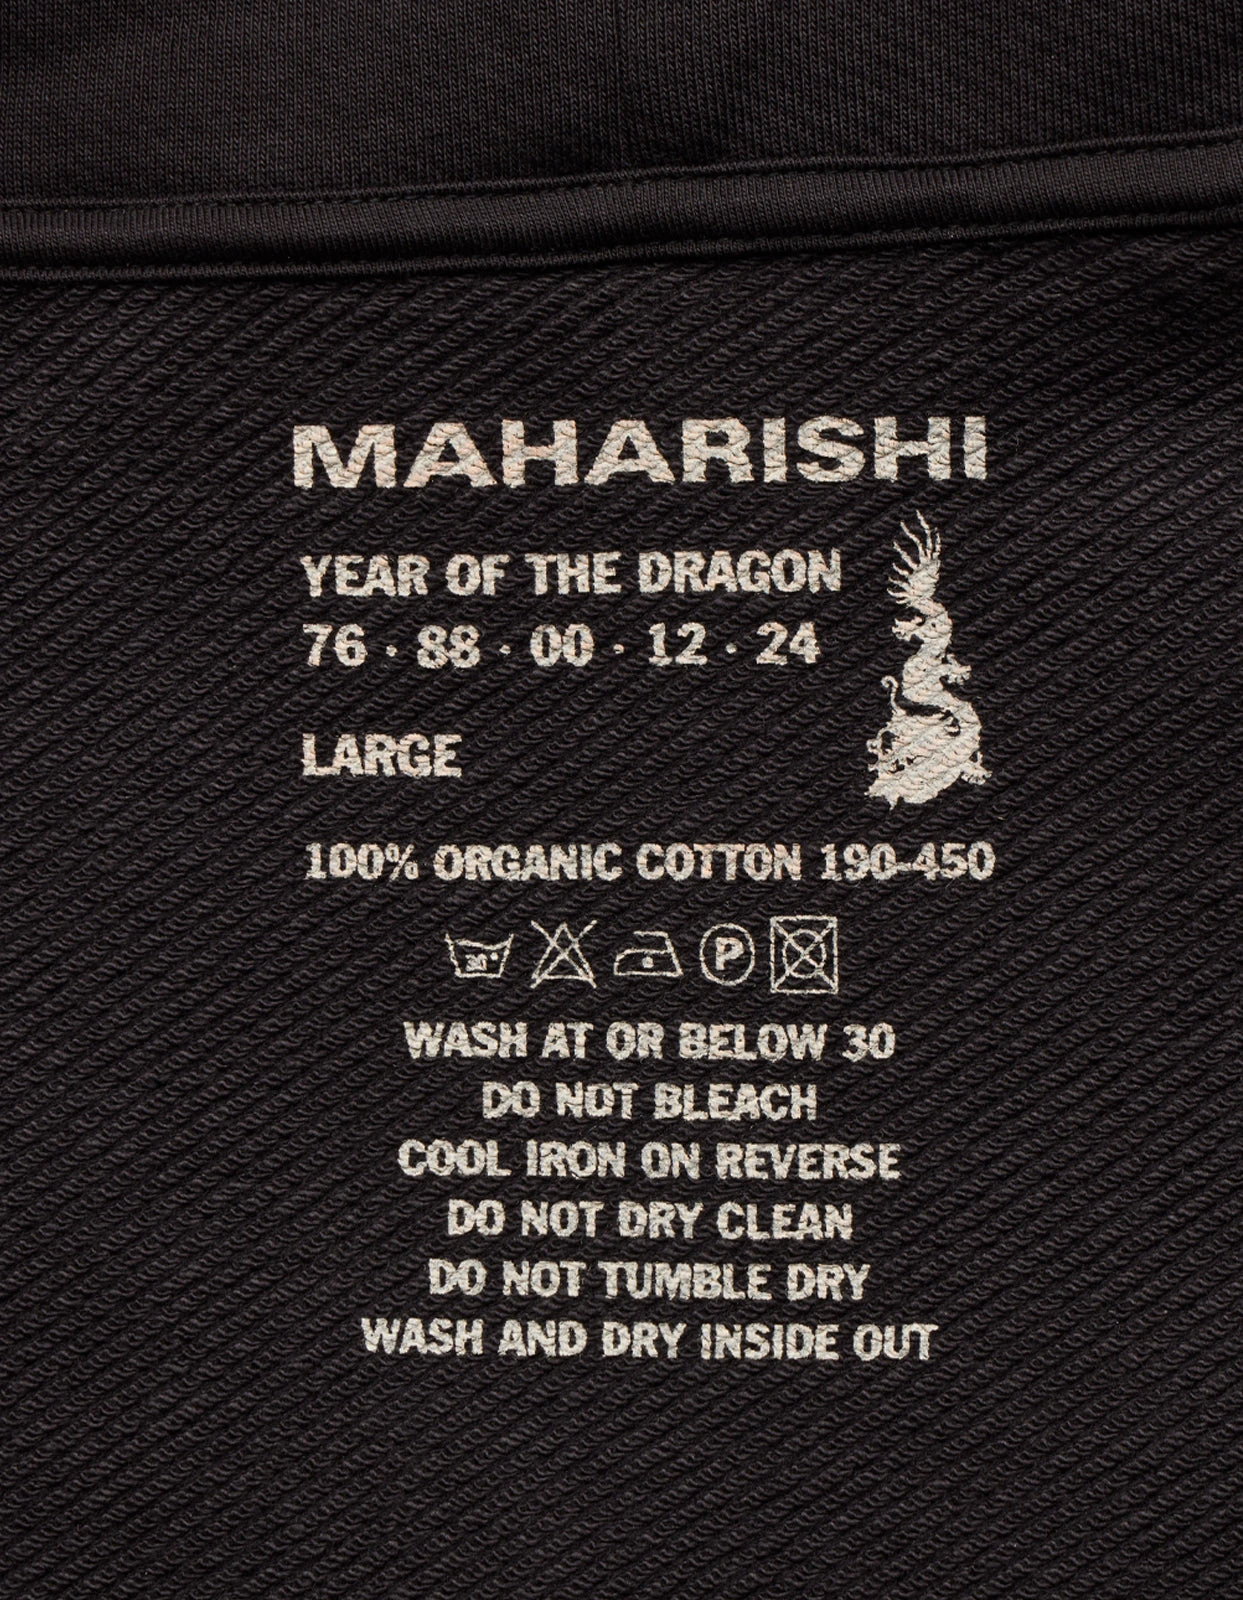 MAHARISHI
YEAR OF THE DRAGON
76 · 88 · 00 · 12 · 24
LARGE
100% ORGANIC COTTON 190-450
30°
P
WASH AT OR BELOW 30
DO NOT BLEACH
COOL IRON ON REVERSE
DO NOT DRY CLEAN
DO NOT TUMBLE DRY
WASH AND DRY INSIDE OUT